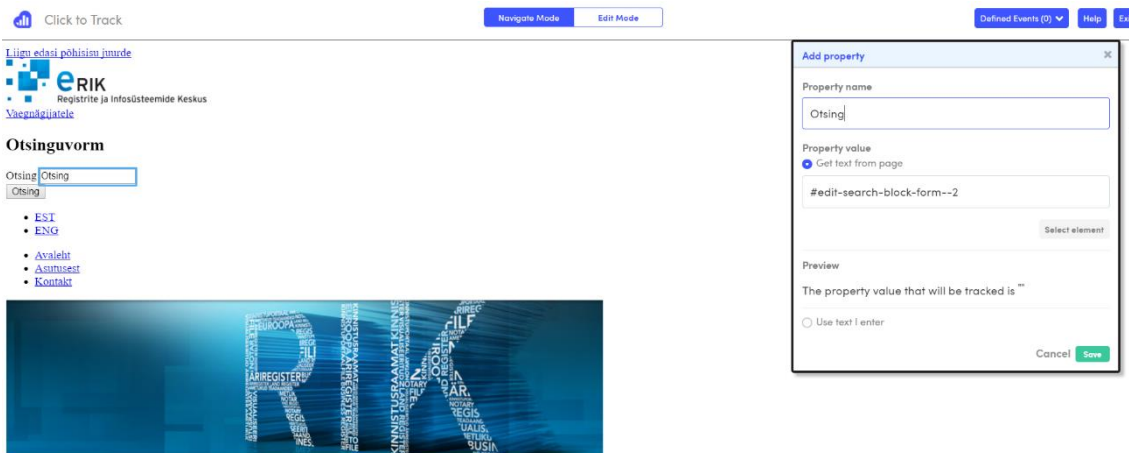 Click to Track
Navigate Mode
Edit Mode
Defined Events (0)
Help
Liigu edasi põhisisu juurde
eRIK
Registrite ja Infosüsteemide Keskus
Vaegnägijatele
Otsinguvorm
Otsing Otsing
Otsing
• EST
• ENG
• Avaleht
• Asutusest
• Kontakt
Add property
Property name
Otsing
Property value
Get text from page
#edit-search-block-form--2
Select element
Preview
The property value that will be tracked is ""
Use text I enter
Cancel Save
RIK